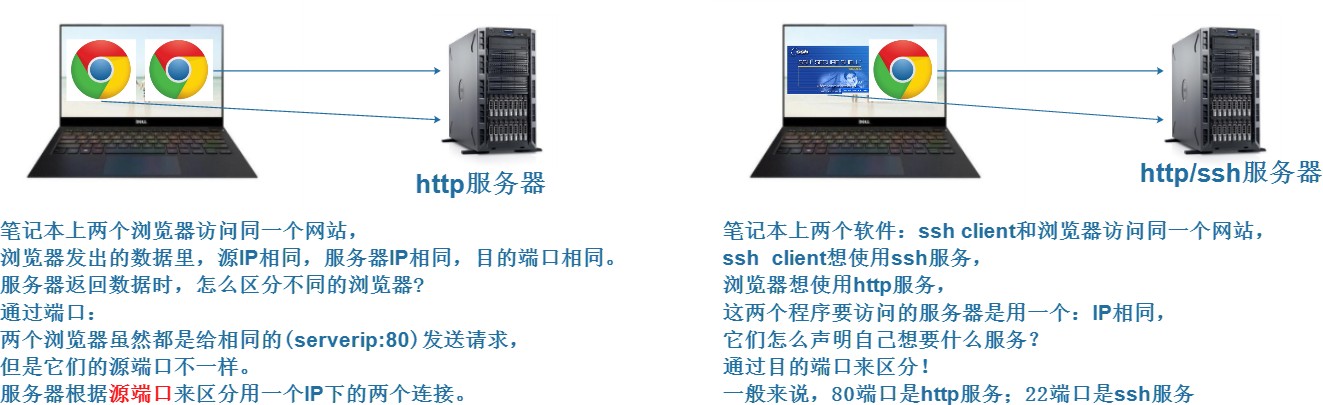 http服务器
笔记本上两个浏览器访问同一个网站，
浏览器发出的数据里，源IP相同，服务器IP相同，目的端口相同。
服务器返回数据时，怎么区分不同的浏览器?
通过端口：
两个浏览器虽然都是给相同的(serverip:80)发送请求，
但是它们的源端口不一样。
服务器根据源端口来区分用一个IP下的两个连接。
ssh
SSH SECURE SHELL
http/ssh服务器
笔记本上两个软件：ssh client和浏览器访问同一个网站，
ssh client想使用ssh服务，
浏览器想使用http服务，
这两个程序要访问的服务器是用一个：IP相同，
它们怎么声明自己想要什么服务？
通过目的端口来区分！
一般来说，80端口是http服务；22端口是ssh服务